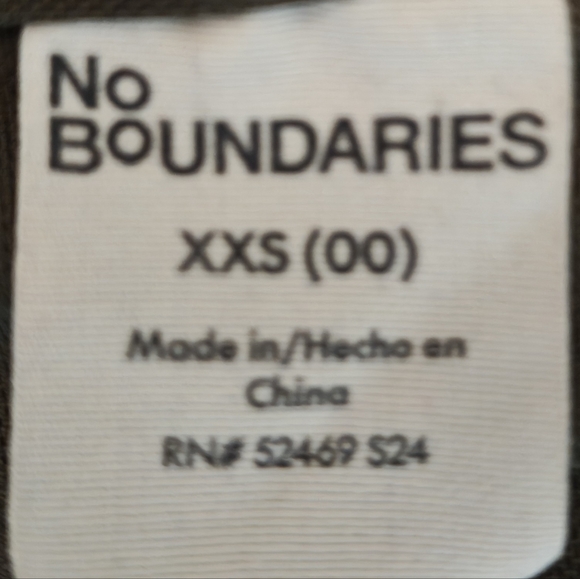 No
BoUNDARIES
XXS (00)
Made in/Hecho en
China
RN# 52469 S24